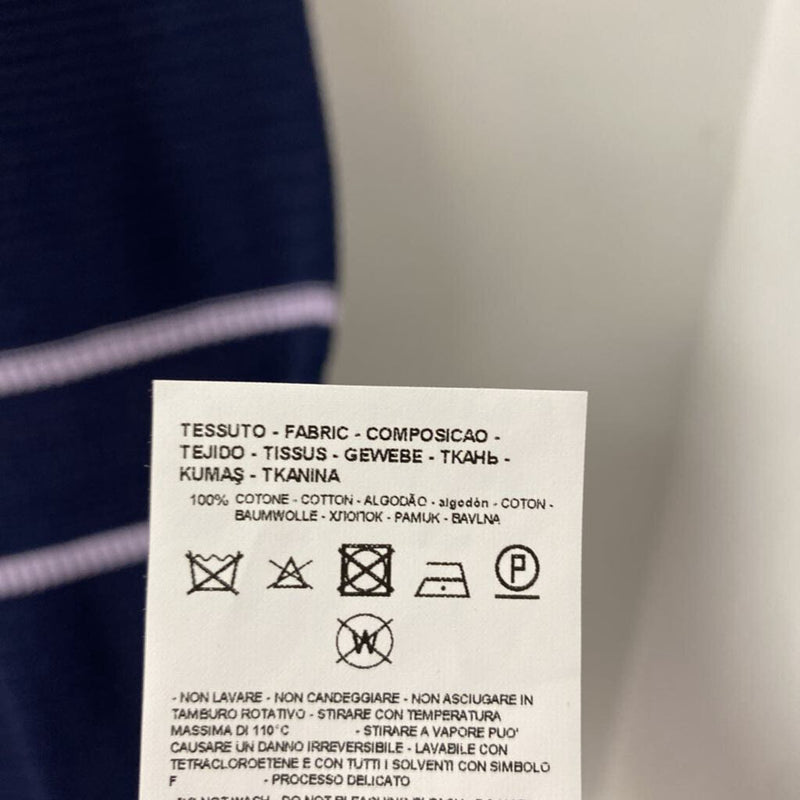 TESSUTO - FABRIC - COMPOSICAO -
TEJIDO - TISSUS - GEWEBE - ТКАНЬ -
KUMAŞ - TKANINA
100% COTONE - COTTON - ALGODÃO - algodón - COTON -
BAUMWOLLE - ХЛОПОК - PAMUK - BAVLNA
P
W
- NON LAVARE - NON CANDEGGIARE - NON ASCIUGARE IN
TAMBURO ROTATIVO - STIRARE CON TEMPERATURA
MASSIMA DI 110°C - STIRARE A VAPORE PUO'
CAUSARE UN DANNO IRREVERSIBILE - LAVABILE CON
TETRACLOROETENE E CON TUTTI I SOLVENTI CON SIMBOLO
F - PROCESSO DELICATO